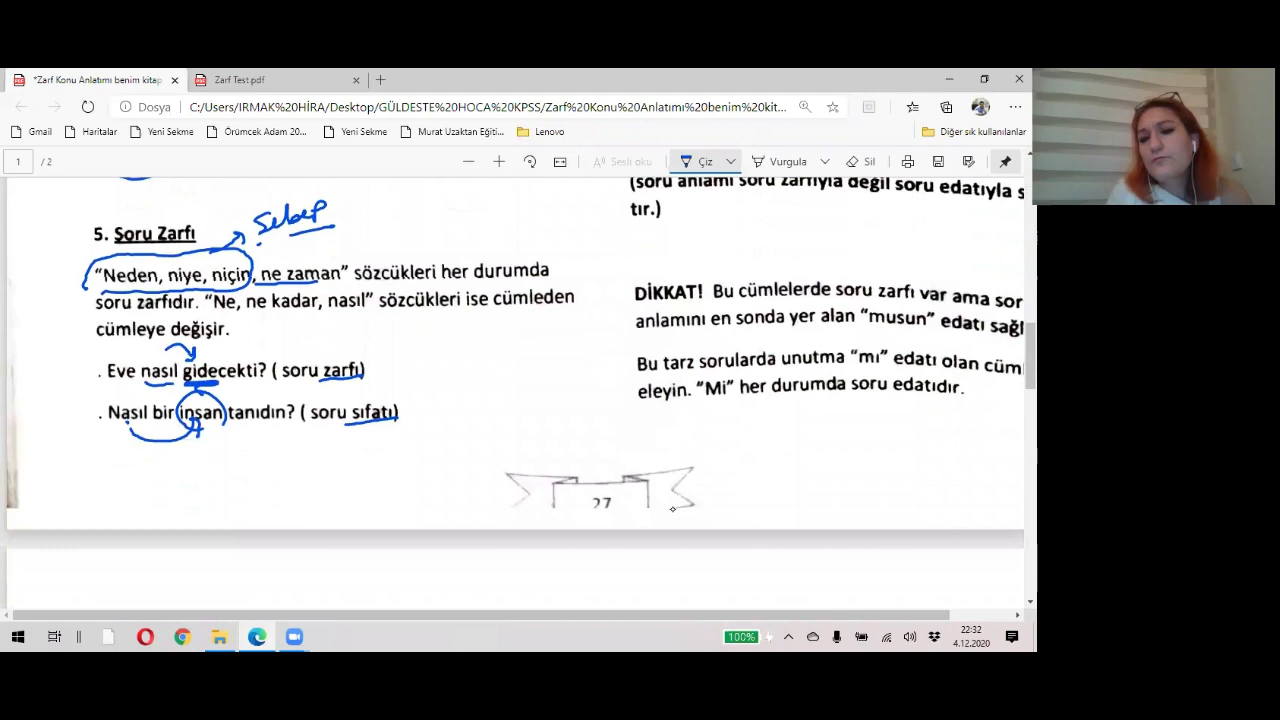 *Zarf Konu Anlatımı benim kitap
Zarf Test.pdf
Dosya
C:/Users/IRMAK%20HİRA/Desktop/GÜLDESTE%20HOCA%20KPSS/Zarf%20Konu%20Anlatımı%20benim%20kit...
Gmail
Haritalar
Yeni Sekme
Örümcek Adam 20...
Yeni Sekme
Murat Uzaktan Eğiti...
Lenovo
Diğer sık kullanılanlar
1 / 2
Sesli oku
Çiz
Vurgula
Sil
Sebep
5. Soru Zarfı
"Neden, niye, niçin, ne zaman" sözcükleri her durumda
soru zarfıdır. "Ne, ne kadar, nasıl" sözcükleri ise cümleden
cümleye değişir.
. Eve nasıl gidecekti? ( soru zarfı)
. Nasıl bir insan tanıdın? ( soru sıfatı)
(soru anlamı soru zarfıyla değil soru edatıyla s
tır.)
DİKKAT! Bu cümlelerde soru zarfı var ama sor
anlamını en sonda yer alan "musun" edatı sağl
Bu tarz sorularda unutma "mı" edatı olan cüm
eleyin. "Mi" her durumda soru edatıdır.
27
100%
22:32
4.12.2020